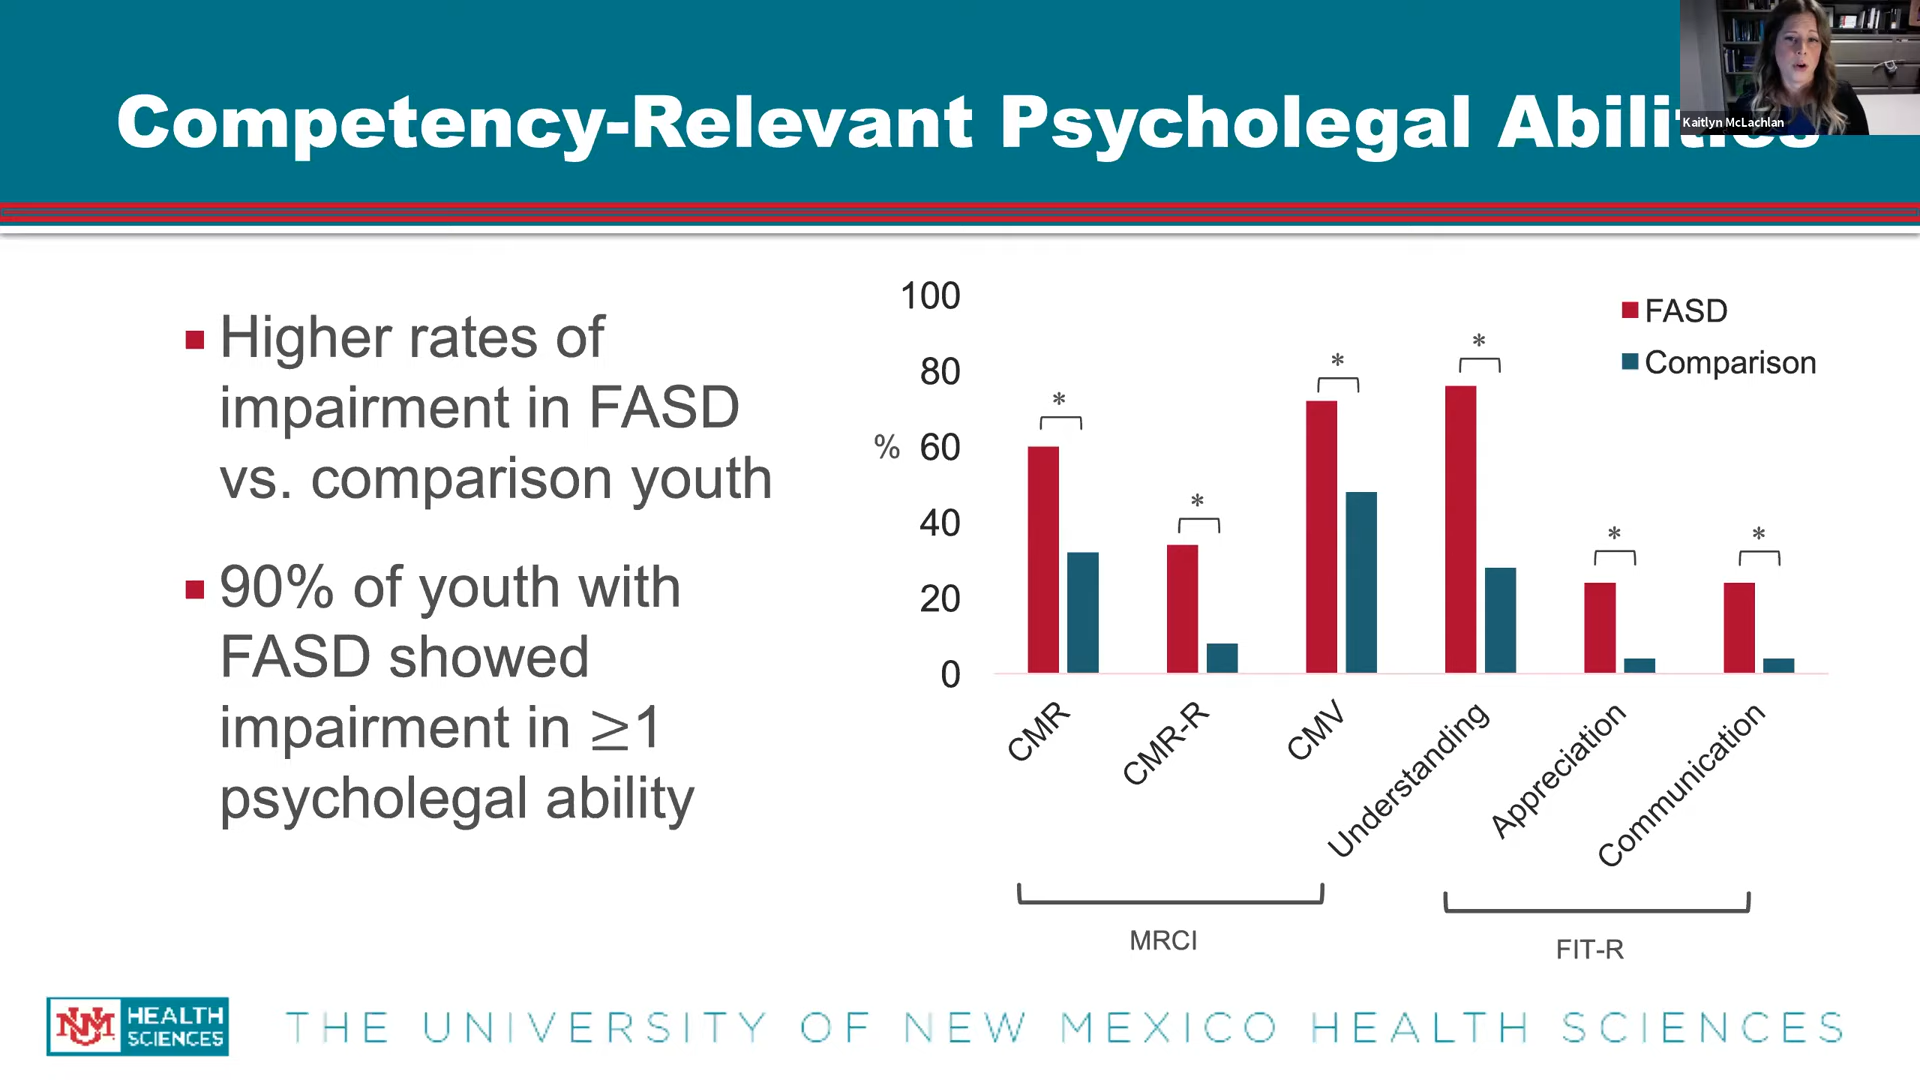 Competency-Relevant Psycholegal Abilities
Kaitlyn McLachlan
▪ Higher rates of
impairment in FASD
vs. comparison youth
▪ 90% of youth with
FASD showed
impairment in ≥1
psycholegal ability
100
80
% 60
40
20
0
FASD
Comparison
*
*
*
*
*
*
CMR
CMR-R
CMV
Understanding
Appreciation
Communication
MRCI
FIT-R
UNM HEALTH
SCIENCES
THE UNIVERSITY OF NEW MEXICO HEALTH SCIENCES